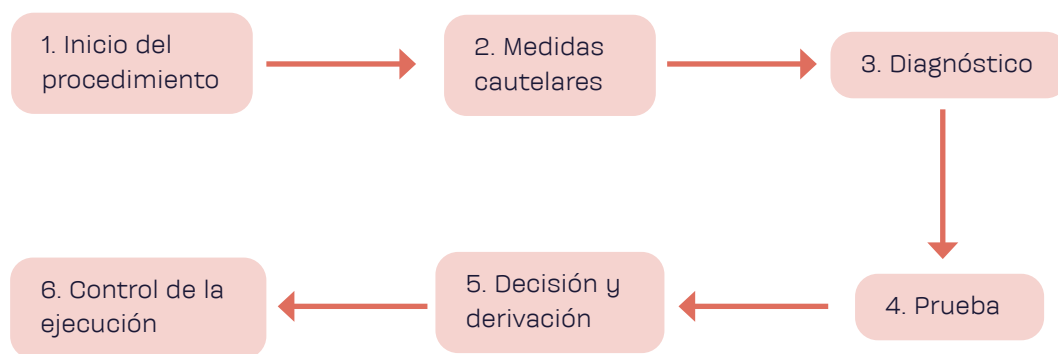 1. Inicio del
procedimiento
2. Medidas
cautelares
3. Diagnóstico
4. Prueba
5. Decisión y
derivación
6. Control de la
ejecución